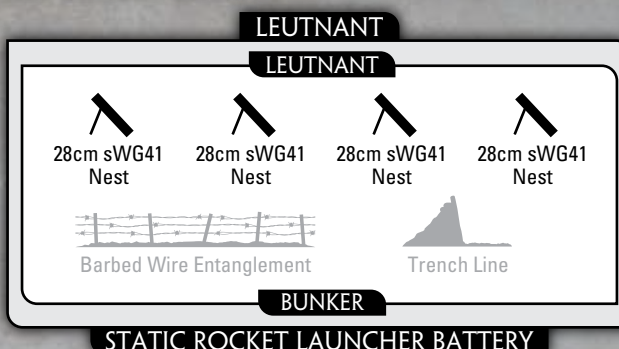 LEUTNANT
LEUTNANT
28cm sWG41 28cm sWG41 28cm sWG41 28cm sWG41
Nest Nest Nest Nest
Barbed Wire Entanglement Trench Line
BUNKER
STATIC ROCKET LAUNCHER BATTERY